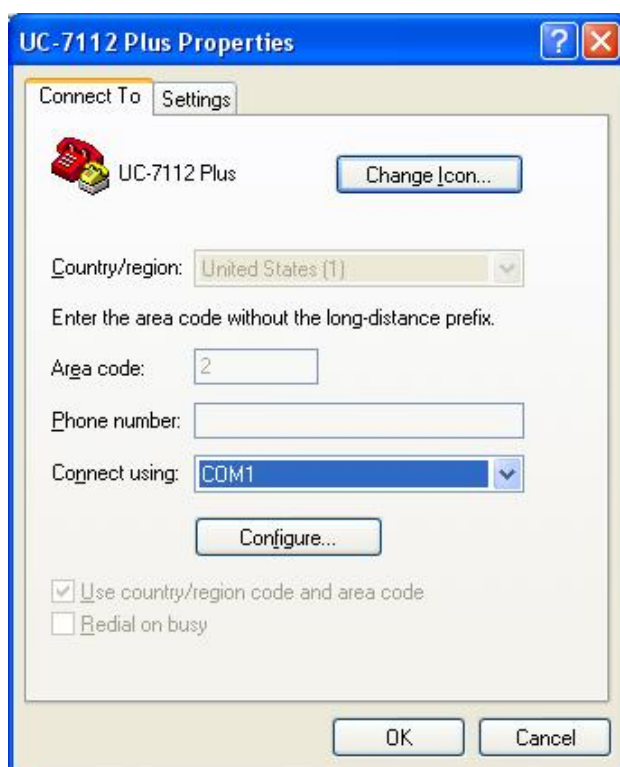 UC-7112 Plus Properties
Connect To Settings
UC-7112 Plus
Change Icon...
Country/region: United States (1)
Enter the area code without the long-distance prefix.
Area code: 2
Phone number:
Connect using: COM1
Configure...
Use country/region code and area code
Redial on busy
OK Cancel